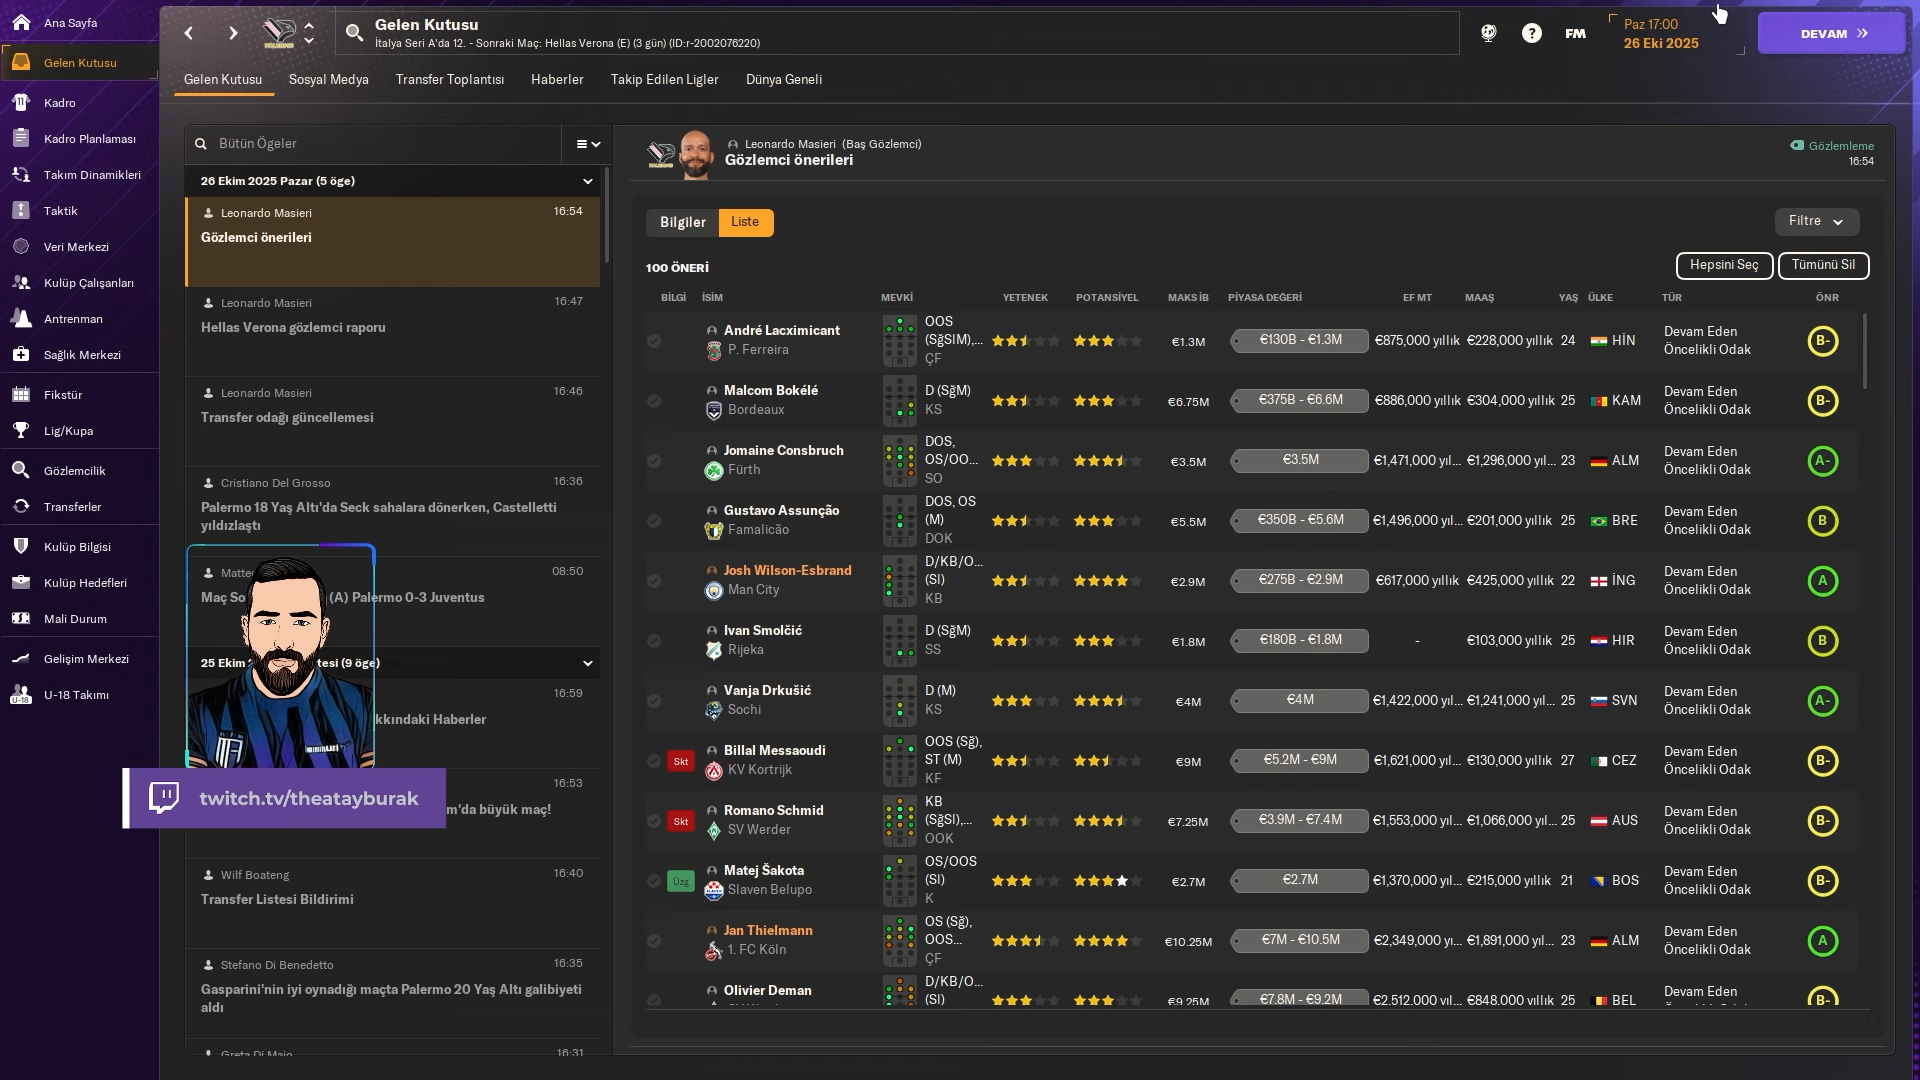 Ana Sayfa
Gelen Kutusu
Kadro
Kadro Planlaması
Takım Dinamikleri
Taktik
Veri Merkezi
Kulüp Çalışanları
Antrenman
Sağlık Merkezi
Fikstür
Lig/Kupa
Gözlemcilik
Transferler
Kulüp Bilgisi
Kulüp Hedefleri
Mali Durum
Gelişim Merkezi
U-18 Takımı
Gelen Kutusu
İtalya Seri A'da 12. - Sonraki Maç: Hellas Verona (E) (3 gün) (ID:r-2002076220)
FM
Paz 17:00
26 Eki 2025
DEVAM
Gelen Kutusu Sosyal Medya Transfer Toplantısı Haberler Takip Edilen Ligler Dünya Geneli
Bütün Ögeler
26 Ekim 2025 Pazar (5 öge)
Leonardo Masieri 16:54
Gözlemci önerileri
Leonardo Masieri 16:47
Hellas Verona gözlemci raporu
Leonardo Masieri 16:46
Transfer odağı güncellemesi
Cristiano Del Grosso 16:36
Palermo 18 Yaş Altı'da Seck sahalara dönerken, Castelletti
yıldızlaştı
08:50
(A) Palermo 0-3 Juventus
25 Ekim (9 öge)
16:59
Haberler
16:53
büyük maç!
twitch.tv/theatayburak
Wilf Boateng 16:40
Transfer Listesi Bildirimi
Stefano Di Benedetto 16:35
Gasparini'nin iyi oynadığı maçta Palermo 20 Yaş Altı galibiyeti
aldı
Greta Di Maio 16:31
Leonardo Masieri (Baş Gözlemci)
Gözlemci önerileri
Gözlemleme
16:54
Bilgiler Liste
Filtre
100 ÖNERİ
Hepsini Seç Tümünü Sil
BİLGİ İSİM MEVKİ YETENEK POTANSİYEL MAKS İB PİYASA DEĞERİ EF MT MAAŞ YAŞ ÜLKE TÜR ÖNR
André Lacximicant P. Ferreira OOS (SğSlM),... ÇF €1.3M €130B - €1.3M €875,000 yıllık €228,000 yıllık 24 HİN Devam Eden Öncelikli Odak B-
Malcom Bokélé Bordeaux D (SğM) KS €6.75M €375B - €6.6M €886,000 yıllık €304,000 yıllık 25 KAM Devam Eden Öncelikli Odak B-
Jomaine Consbruch Fürth DOS, OS/OO... SO €3.5M €3.5M €1,471,000 yıl... €1,296,000 yıl... 23 ALM Devam Eden Öncelikli Odak A-
Gustavo Assunção Famalicão DOS, OS (M) DOK €5.5M €350B - €5.6M €1,496,000 yıl... €201,000 yıllık 25 BRE Devam Eden Öncelikli Odak B
Josh Wilson-Esbrand Man City D/KB/O... (Sl) KB €2.9M €275B - €2.9M €617,000 yıllık €425,000 yıllık 22 İNG Devam Eden Öncelikli Odak A
Ivan Smolčić Rijeka D (SğM) SS €1.8M €180B - €1.8M - €103,000 yıllık 25 HIR Devam Eden Öncelikli Odak B
Vanja Drkušić Sochi D (M) KS €4M €4M €1,422,000 yıl... €1,241,000 yıl... 25 SVN Devam Eden Öncelikli Odak A-
Skt Billal Messaoudi KV Kortrijk OOS (Sğ), ST (M) KF €9M €5.2M - €9M €1,621,000 yıl... €130,000 yıllık 27 CEZ Devam Eden Öncelikli Odak B-
Skt Romano Schmid SV Werder KB (SğSl),... OOK €7.25M €3.9M - €7.4M €1,553,000 yıl... €1,066,000 yıl... 25 AUS Devam Eden Öncelikli Odak B-
Üzg Matej Šakota Slaven Belupo OS/OOS (Sl) K €2.7M €2.7M €1,370,000 yıl... €215,000 yıllık 21 BOS Devam Eden Öncelikli Odak B-
Jan Thielmann 1. FC Köln OS (Sğ), OOS... ÇF €10.25M €7M - €10.5M €2,349,000 yı... €1,891,000 yıl... 23 ALM Devam Eden Öncelikli Odak A
Olivier Deman D/KB/O... (Sl) €9.25M €7.8M - €9.2M €2,512,000 yıl... €848,000 yıllık 25 BEL Devam Eden B-